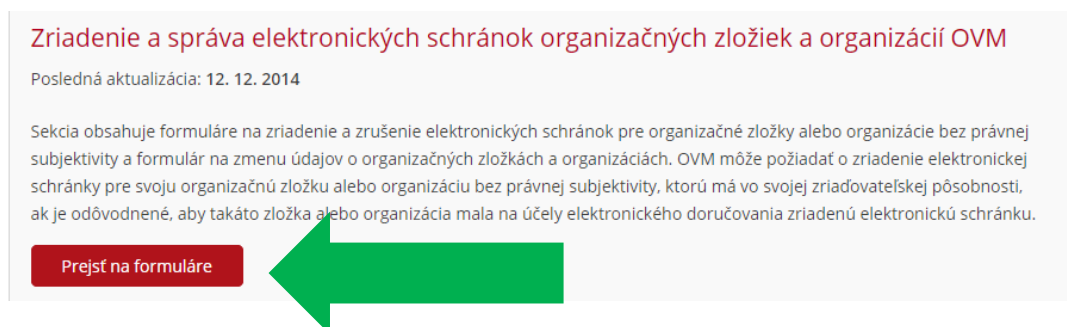 Zriadenie a správa elektronických schránok organizačných zložiek a organizácií OVM
Posledná aktualizácia: 12. 12. 2014
Sekcia obsahuje formuláre na zriadenie a zrušenie elektronických schránok pre organizačné zložky alebo organizácie bez právnej
subjektivity a formulár na zmenu údajov o organizačných zložkách a organizáciách. OVM môže požiadať o zriadenie elektronickej
schránky pre svoju organizačnú zložku alebo organizáciu bez právnej subjektivity, ktorú má vo svojej zriaďovateľskej pôsobnosti,
ak je odôvodnené, aby takáto zložka alebo organizácia mala na účely elektronického doručovania zriadenú elektronickú schránku.
Prejsť na formuláre